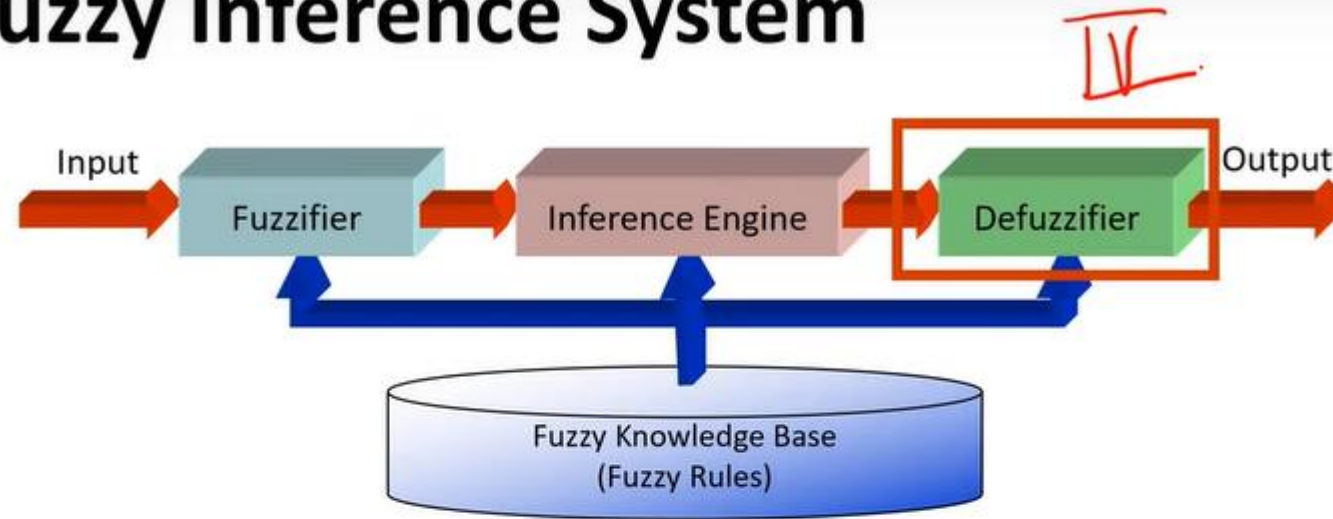 uzzy Inference System
IV.
Input
Fuzzifier
Inference Engine
Defuzzifier
Output
Fuzzy Knowledge Base
(Fuzzy Rules)